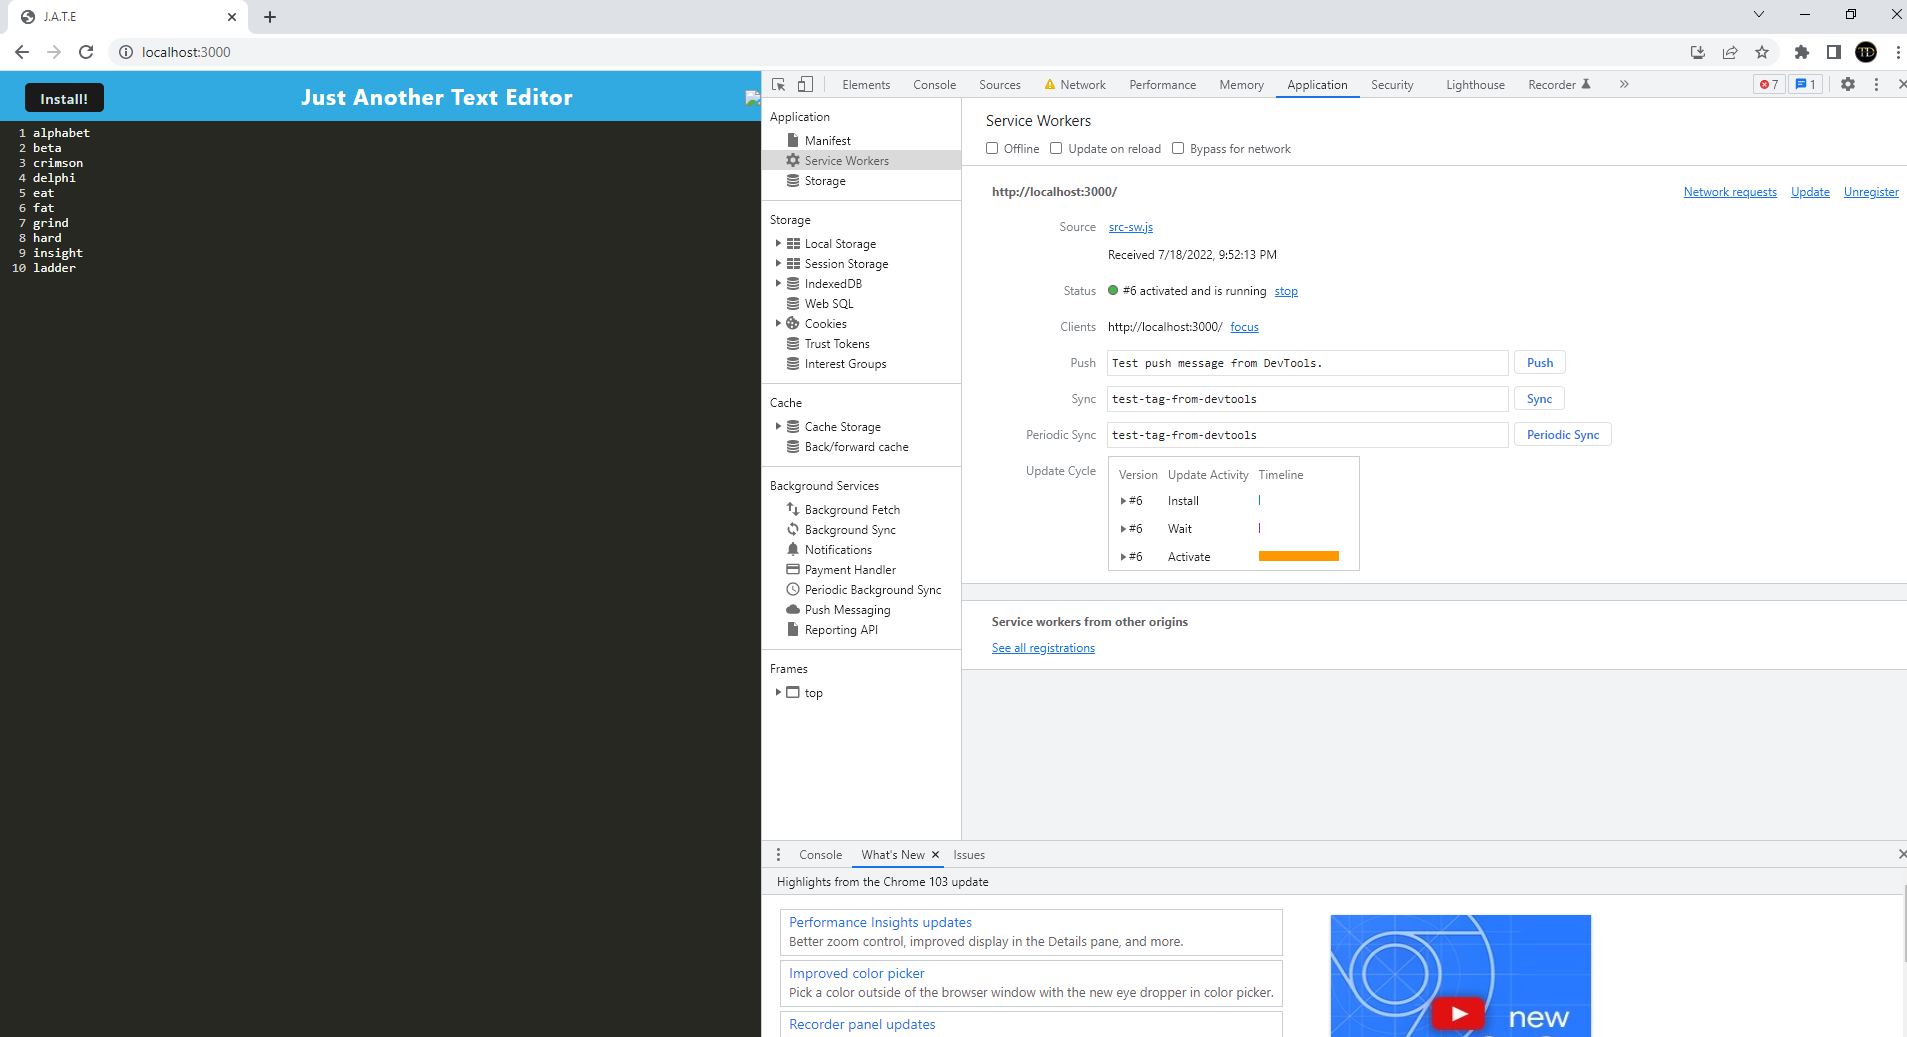 J.A.T.E
localhost:3000
TD
Install!
Just Another Text Editor
1 alphabet
2 beta
3 crimson
4 delphi
5 eat
6 fat
7 grind
8 hard
9 insight
10 ladder
Elements Console Sources Network Performance Memory Application Security Lighthouse Recorder 7 1
Application
Manifest
Service Workers
Storage
Storage
Local Storage
Session Storage
IndexedDB
Web SQL
Cookies
Trust Tokens
Interest Groups
Cache
Cache Storage
Back/forward cache
Background Services
Background Fetch
Background Sync
Notifications
Payment Handler
Periodic Background Sync
Push Messaging
Reporting API
Frames
top
Service Workers
Offline Update on reload Bypass for network
http://localhost:3000/ Network requests Update Unregister
Source src-sw.js
Received 7/18/2022, 9:52:13 PM
Status #6 activated and is running stop
Clients http://localhost:3000/ focus
Push Test push message from DevTools. Push
Sync test-tag-from-devtools Sync
Periodic Sync test-tag-from-devtools Periodic Sync
Update Cycle Version Update Activity Timeline
#6 Install
#6 Wait
#6 Activate
Service workers from other origins
See all registrations
Console What's New Issues
Highlights from the Chrome 103 update
Performance Insights updates
Better zoom control, improved display in the Details pane, and more.
Improved color picker
Pick a color outside of the browser window with the new eye dropper in color picker.
Recorder panel updates
new